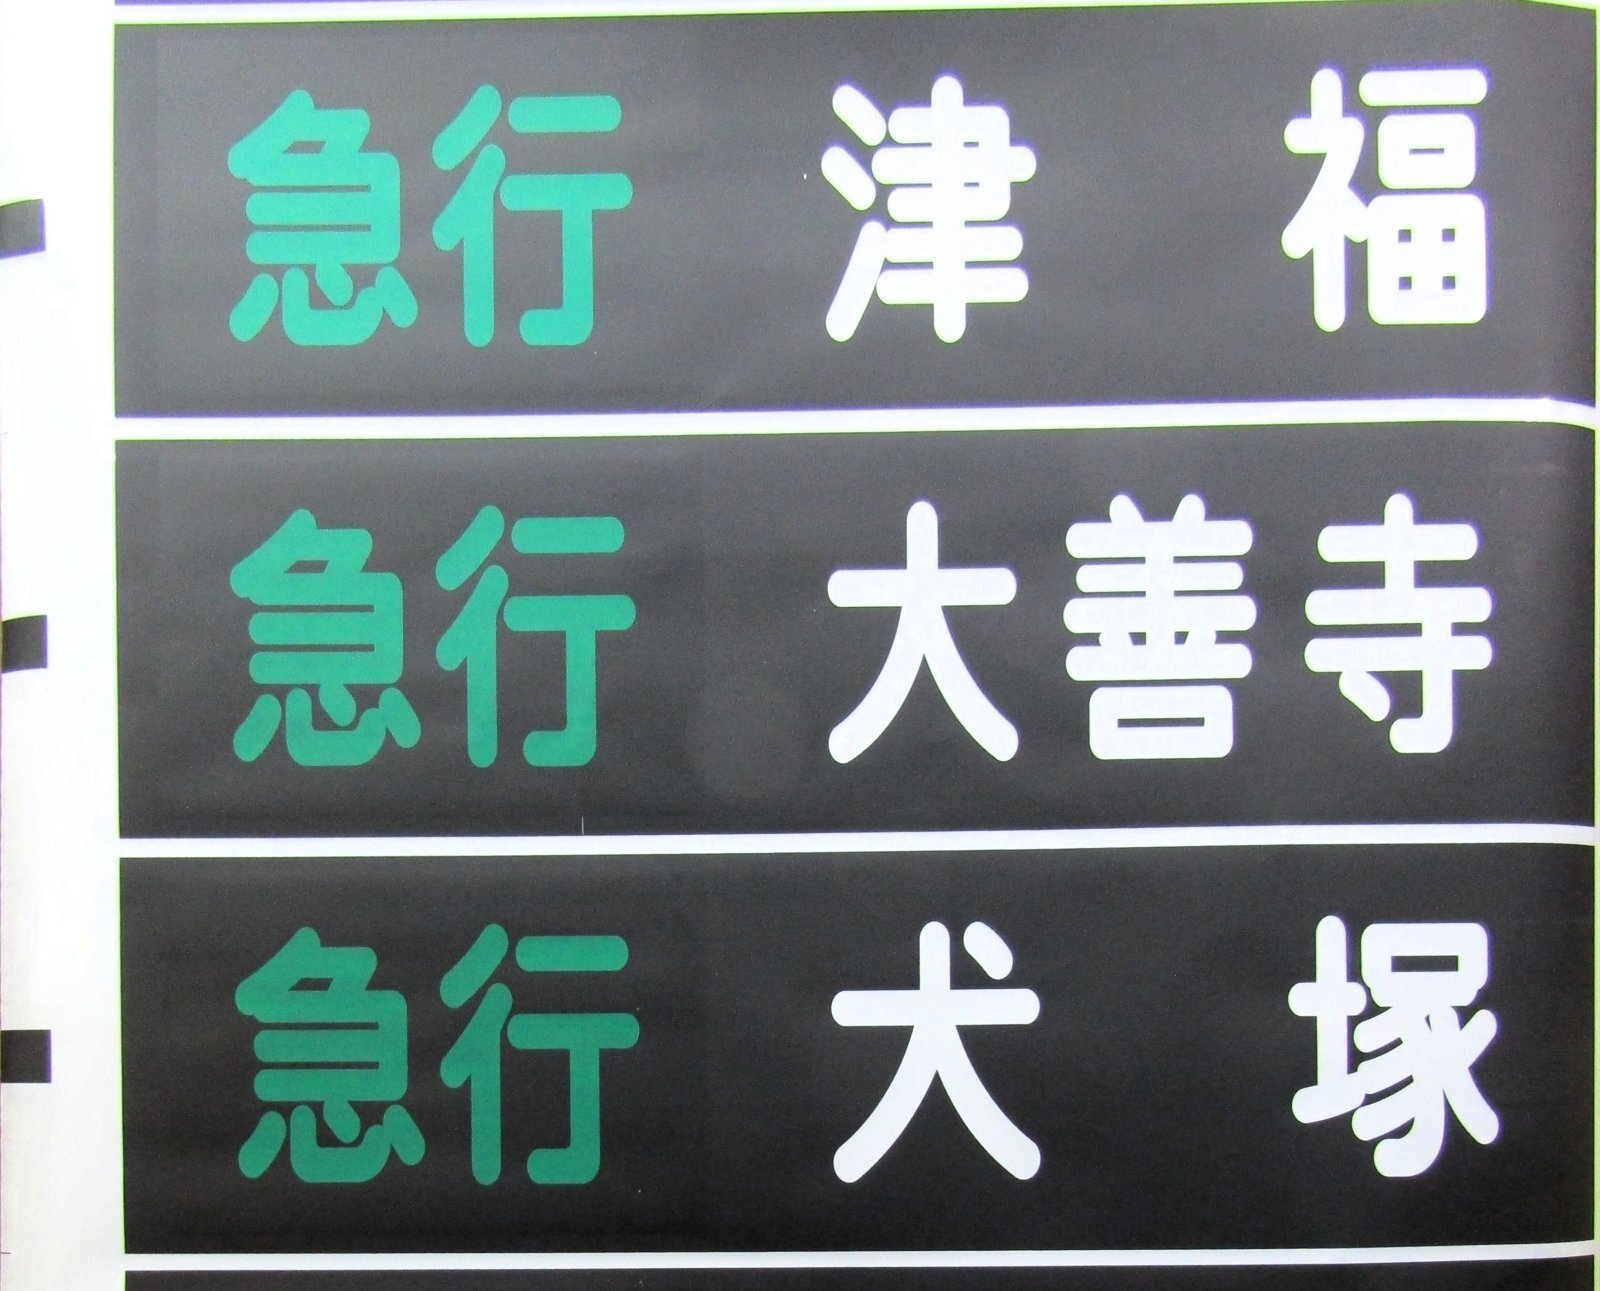 急行 津福
急行 大善寺
急行 犬塚